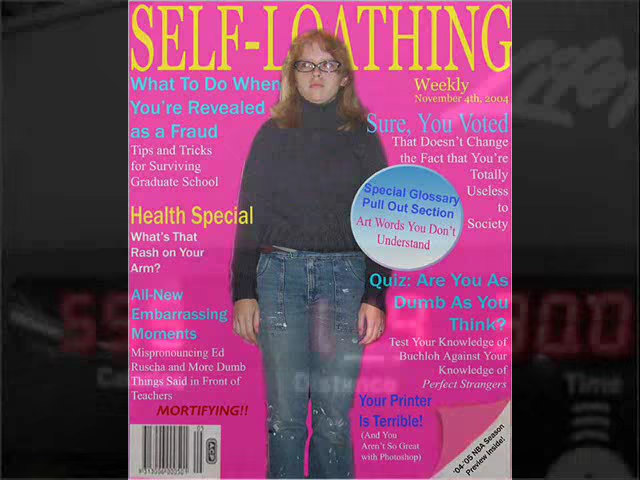 SELF-LOATHING
Weekly
November 4th, 2004
What To Do When
You're Revealed
as a Fraud
Tips and Tricks
for Surviving
Graduate School
Sure, You Voted
That Doesn't Change
the Fact that You're
Totally
Useless
to
Society
Special Glossary
Pull Out Section
Art Words You Don't
Understand
Health Special
What's That
Rash on Your
Arm?
Quiz: Are You As
Dumb As You
Think?
Test Your Knowledge of
Buchloh Against Your
Knowledge of
Perfect Strangers
All-New
Embarrassing
Moments
Mispronouncing Ed
Ruscha and More Dumb
Things Said in Front of
Teachers
MORTIFYING!!
Your Printer
Is Terrible!
(And You
Aren't So Great
with Photoshop)
'04-'05 NBA Season
Preview Inside!
Distance
Time